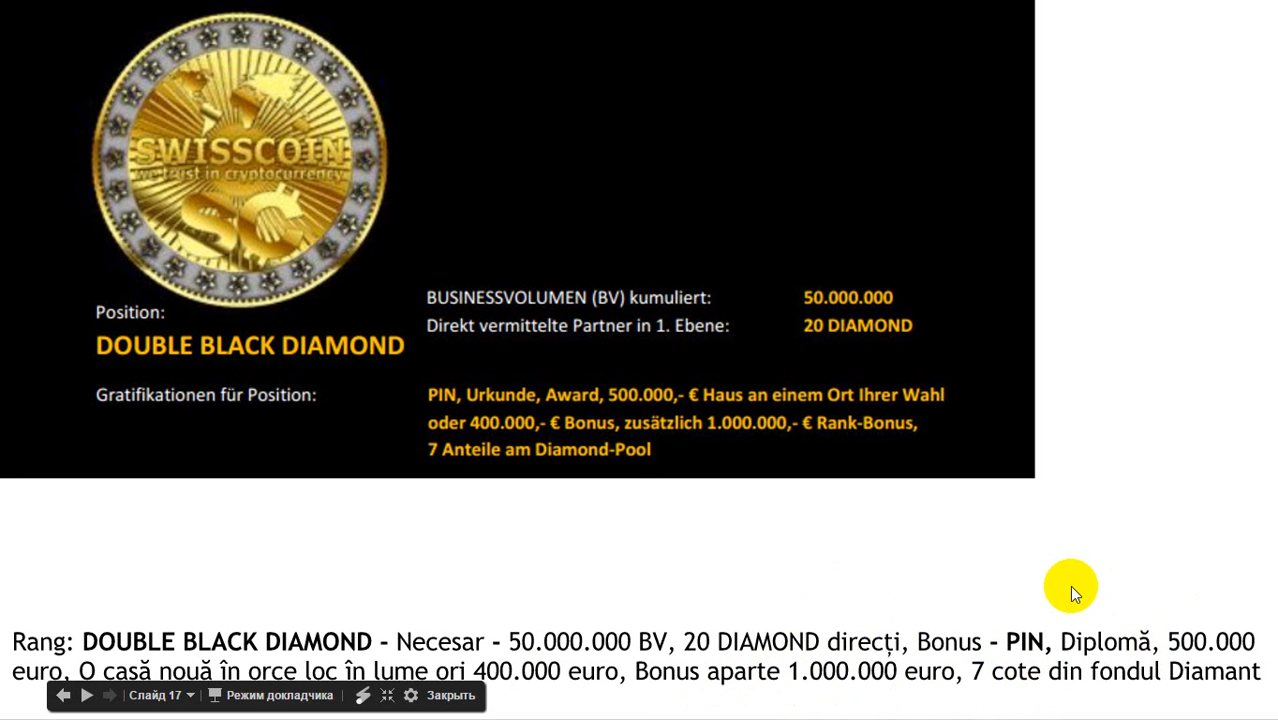 SWISSCOIN
we trust in cryptocurrency
Position:
DOUBLE BLACK DIAMOND
BUSINESSVOLUMEN (BV) kumuliert: 50.000.000
Direkt vermittelte Partner in 1. Ebene: 20 DIAMOND
Gratifikationen für Position:
PIN, Urkunde, Award, 500.000,- € Haus an einem Ort Ihrer Wahl
oder 400.000,- € Bonus, zusätzlich 1.000.000,- € Rank-Bonus,
7 Anteile am Diamond-Pool
Rang: DOUBLE BLACK DIAMOND - Necesar - 50.000.000 BV, 20 DIAMOND direcți, Bonus - PIN, Diplomă, 500.000
euro, O casă nouă în orce loc în lume ori 400.000 euro, Bonus aparte 1.000.000 euro, 7 cote din fondul Diamant
Слайд 17 Режим докладчика Закрыть